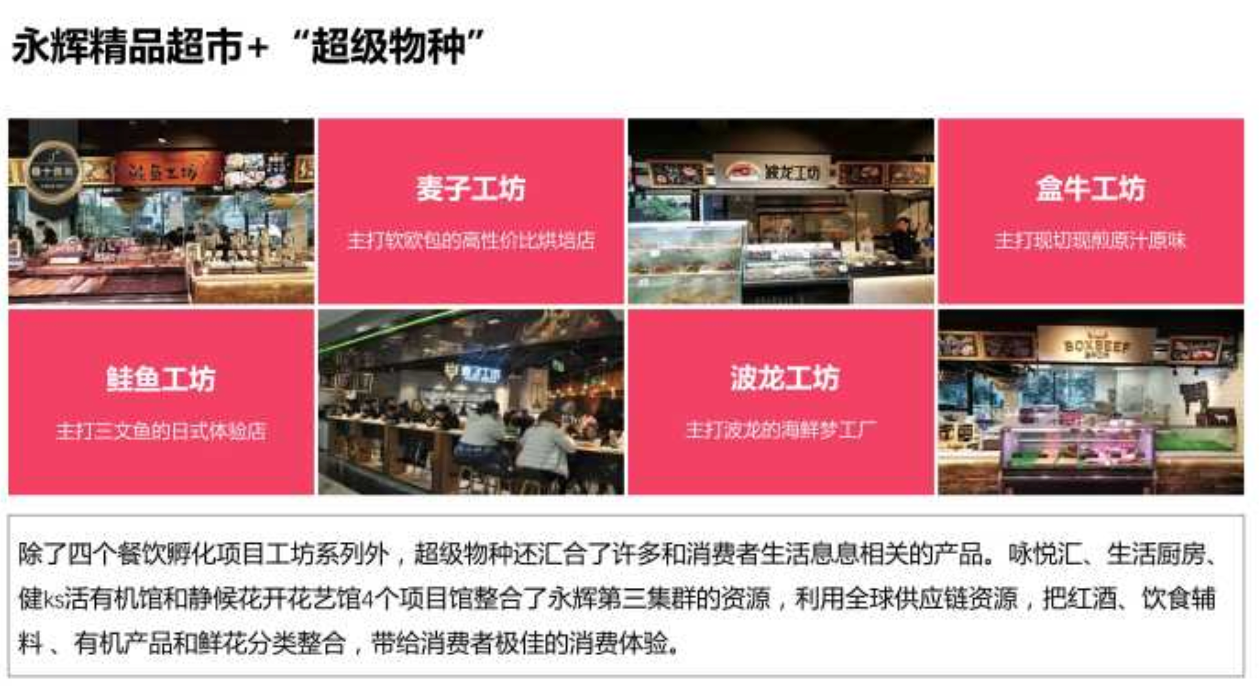 永辉精品超市+“超级物种”
鲑鱼工坊
麦子工坊
主打软欧包的高性价比烘培店
波龙工坊
盒牛工坊
主打现切现煎原汁原味
鲑鱼工坊
主打三文鱼的日式体验店
麦子工坊
波龙工坊
主打波龙的海鲜梦工厂
BOXBEEF
除了四个餐饮孵化项目工坊系列外，超级物种还汇合了许多和消费者生活息息相关的产品。咏悦汇、生活厨房、
健ks活有机馆和静候花开花艺馆4个项目馆整合了永辉第三集群的资源，利用全球供应链资源，把红酒、饮食辅
料 、有机产品和鲜花分类整合，带给消费者极佳的消费体验。